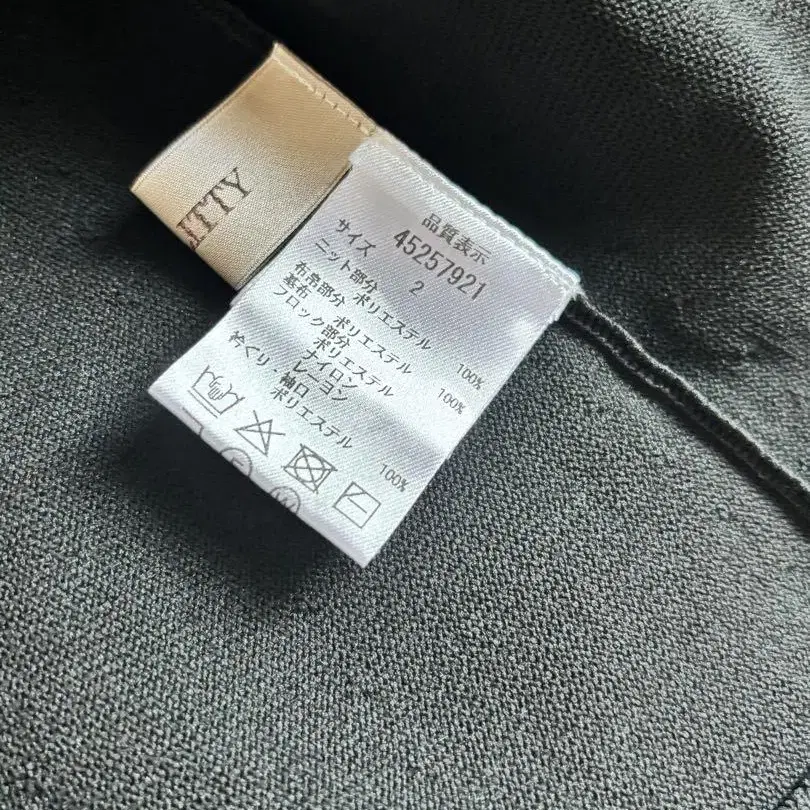 ITTY
品質表示
45257921
サイズ 2
ニット部分
ポリエステル 100%
布帛部分
基布 ポリエステル 100%
フロック部分
ポリエステル
ナイロン
レーヨン
衿ぐり・袖口
ポリエステル 100%